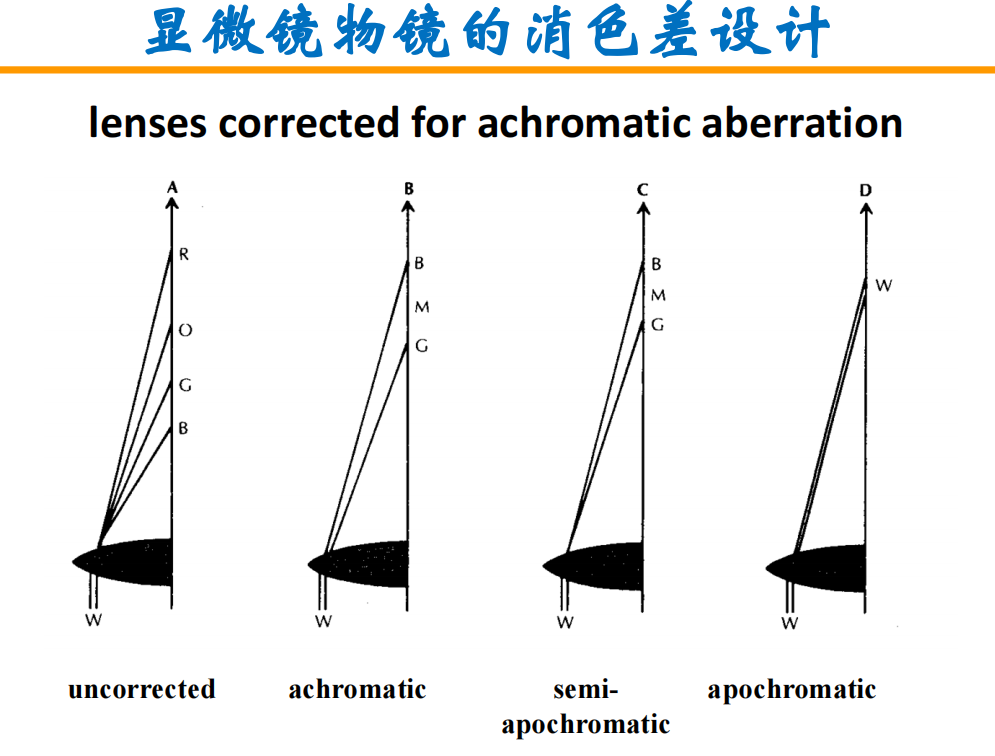 显微镜物镜的消色差设计
lenses corrected for achromatic aberration
A
R
O
G
B
W
B
B
M
G
W
C
B
M
G
W
D
W
W
uncorrected
achromatic
semi-
apochromatic
apochromatic